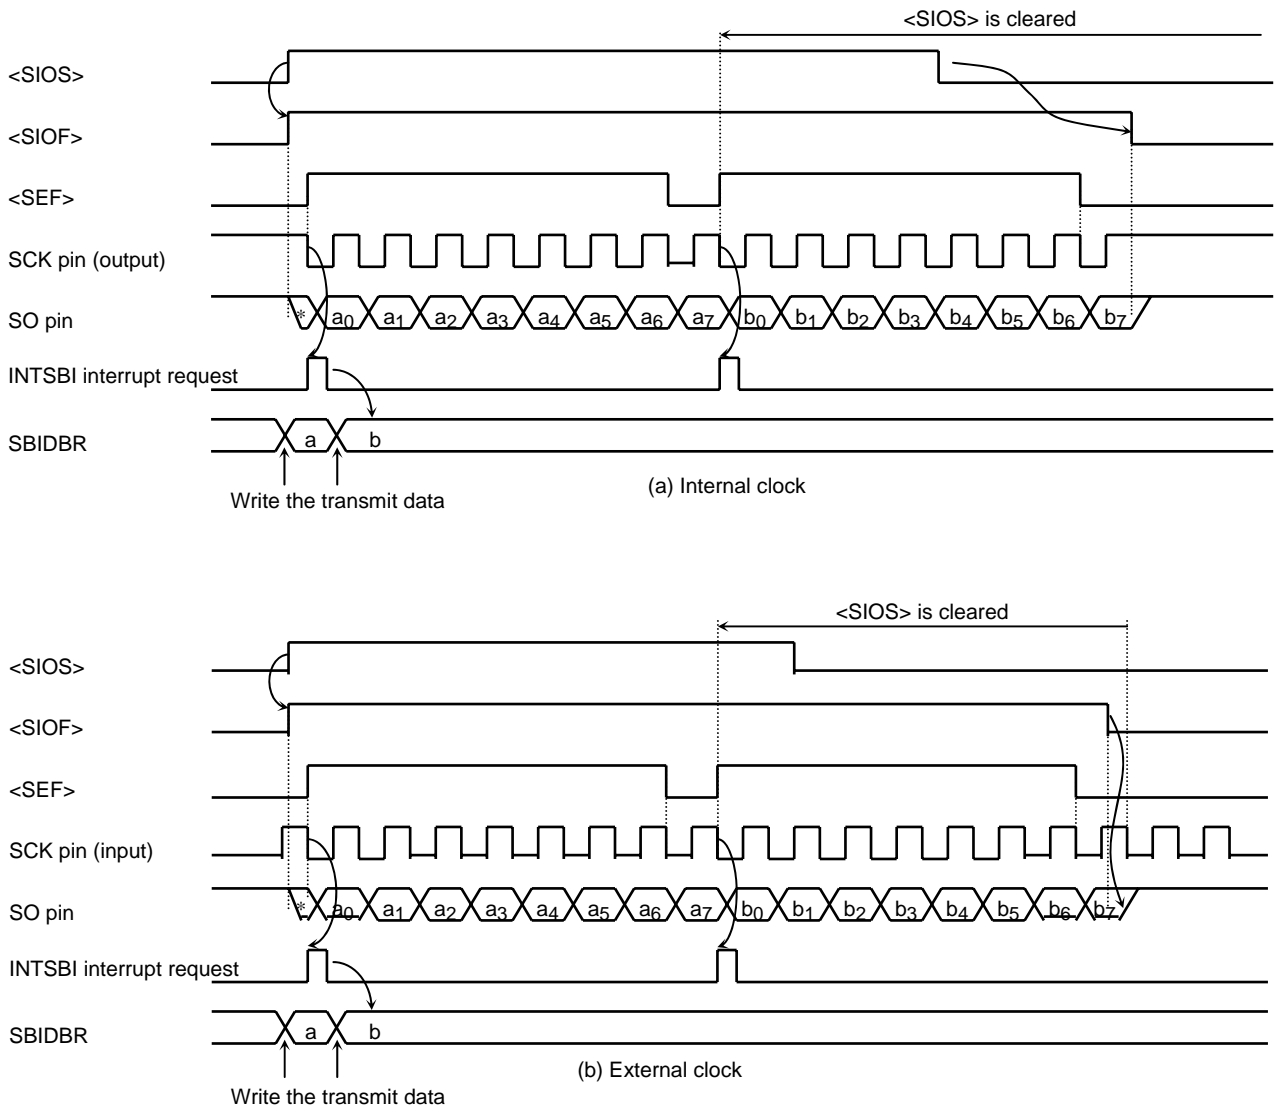 <SIOS> is cleared
<SIOS>
<SIOF>
<SEF>
SCK pin (output)
SO pin * a0 a1 a2 a3 a4 a5 a6 a7 b0 b1 b2 b3 b4 b5 b6 b7
INTSBI interrupt request
SBIDBR a b
Write the transmit data
(a) Internal clock
<SIOS> is cleared
<SIOS>
<SIOF>
<SEF>
SCK pin (input)
SO pin * a0 a1 a2 a3 a4 a5 a6 a7 b0 b1 b2 b3 b4 b5 b6 b7
INTSBI interrupt request
SBIDBR a b
(b) External clock
Write the transmit data